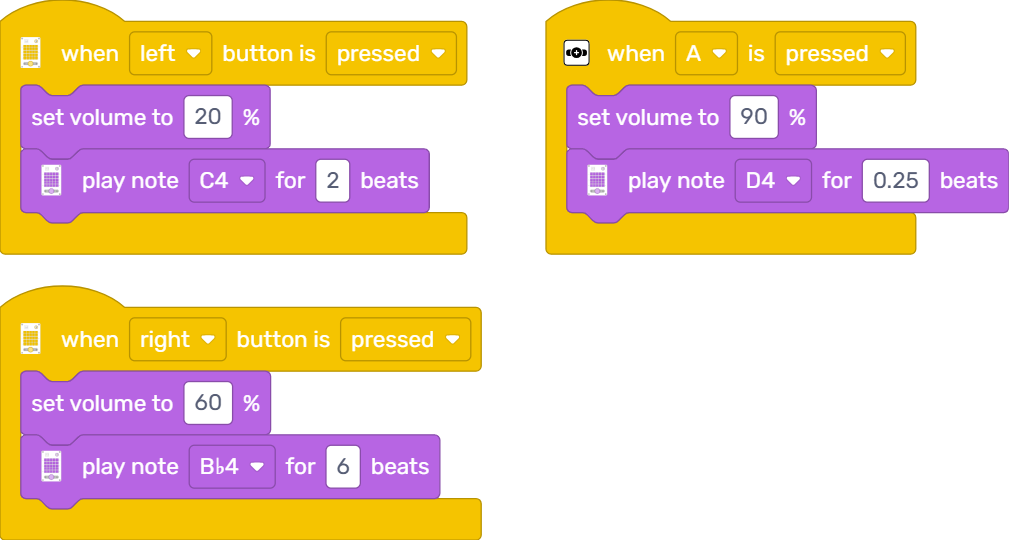 when left button is pressed
set volume to 20 %
play note C4 for 2 beats
when A is pressed
set volume to 90 %
play note D4 for 0.25 beats
when right button is pressed
set volume to 60 %
play note B♭4 for 6 beats